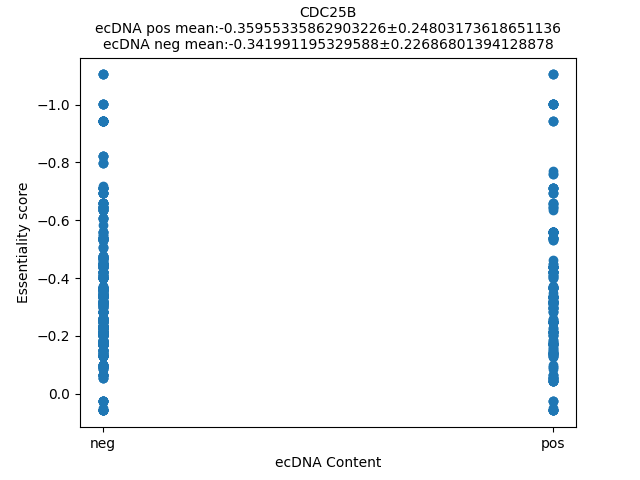 CDC25B
ecDNA pos mean:-0.35955335862903226±0.24803173618651136
ecDNA neg mean:-0.341991195329588±0.22686801394128878
−1.0
−0.8
−0.6
−0.4
−0.2
0.0
Essentiality score
neg
pos
ecDNA Content